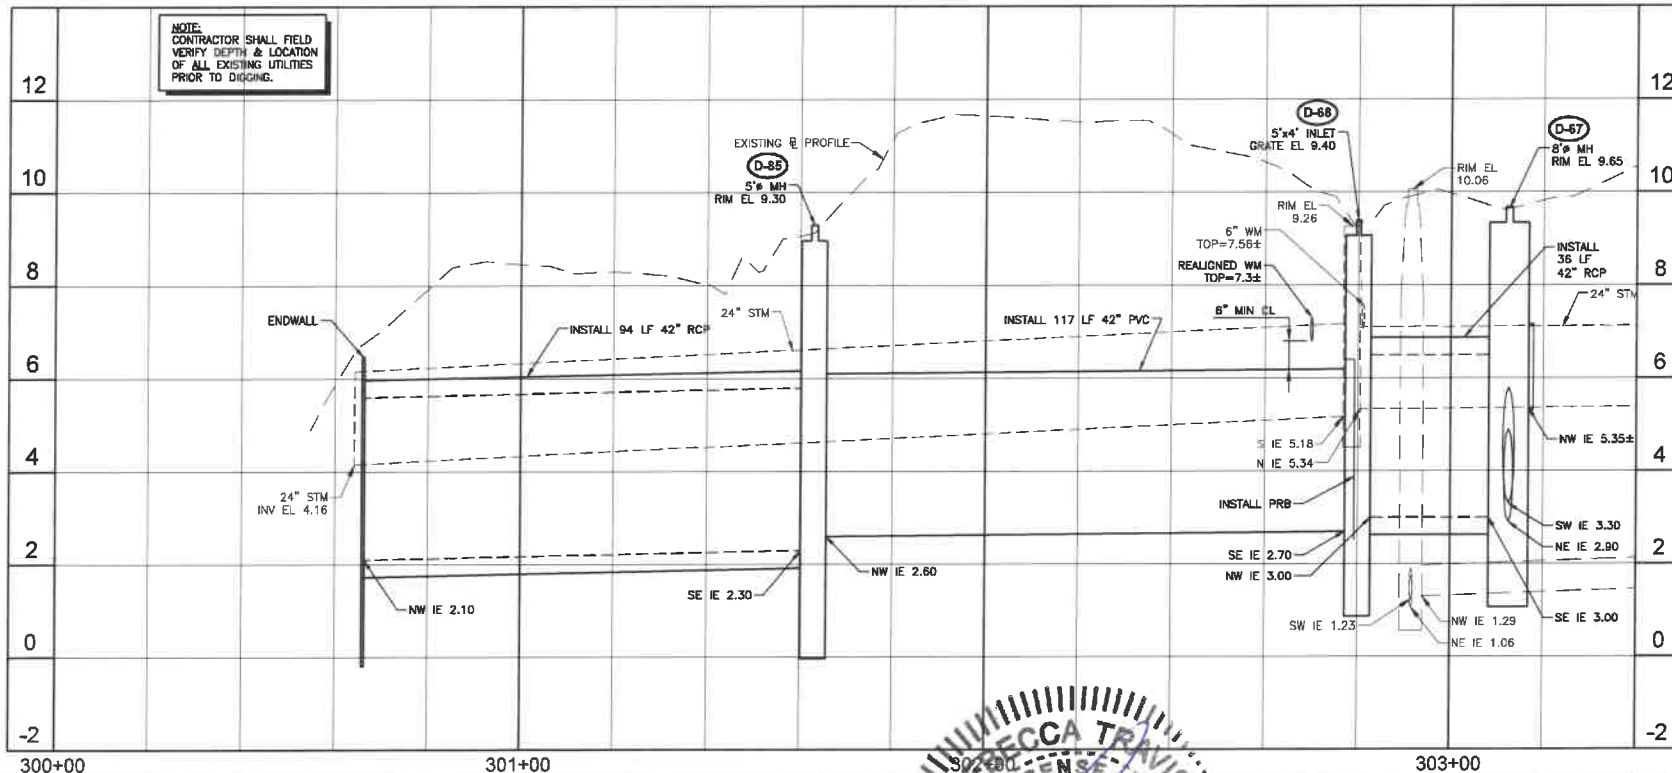 NOTE:
CONTRACTOR SHALL FIELD
VERIFY DEPTH & LOCATION
OF ALL EXISTING UTILITIES
PRIOR TO DIGGING.
12
10
8
6
4
2
0
-2
12
10
8
6
4
2
0
-2
300+00
301+00
302+00
303+00
ENDWALL
24" STM
INV EL 4.16
NW IE 2.10
INSTALL 94 LF 42" RCP
24" STM
SE IE 2.30
EXISTING ℄ PROFILE
D-85
5'ø MH
RIM EL 9.30
NW IE 2.60
INSTALL 117 LF 42" PVC
6" WM
TOP=7.56±
REALIGNED WM
TOP=7.3±
6" MIN CL
D-68
5'x4' INLET
GRATE EL 9.40
RIM EL
9.26
S IE 5.18
N IE 5.34
INSTALL PRB
SE IE 2.70
NW IE 3.00
RIM EL
10.06
SW IE 1.23
NW IE 1.29
NE IE 1.06
D-67
8'ø MH
RIM EL 9.65
INSTALL
36 LF
42" RCP
24" STM
NW IE 5.35±
SW IE 3.30
NE IE 2.90
SE IE 3.00
TRAVIS